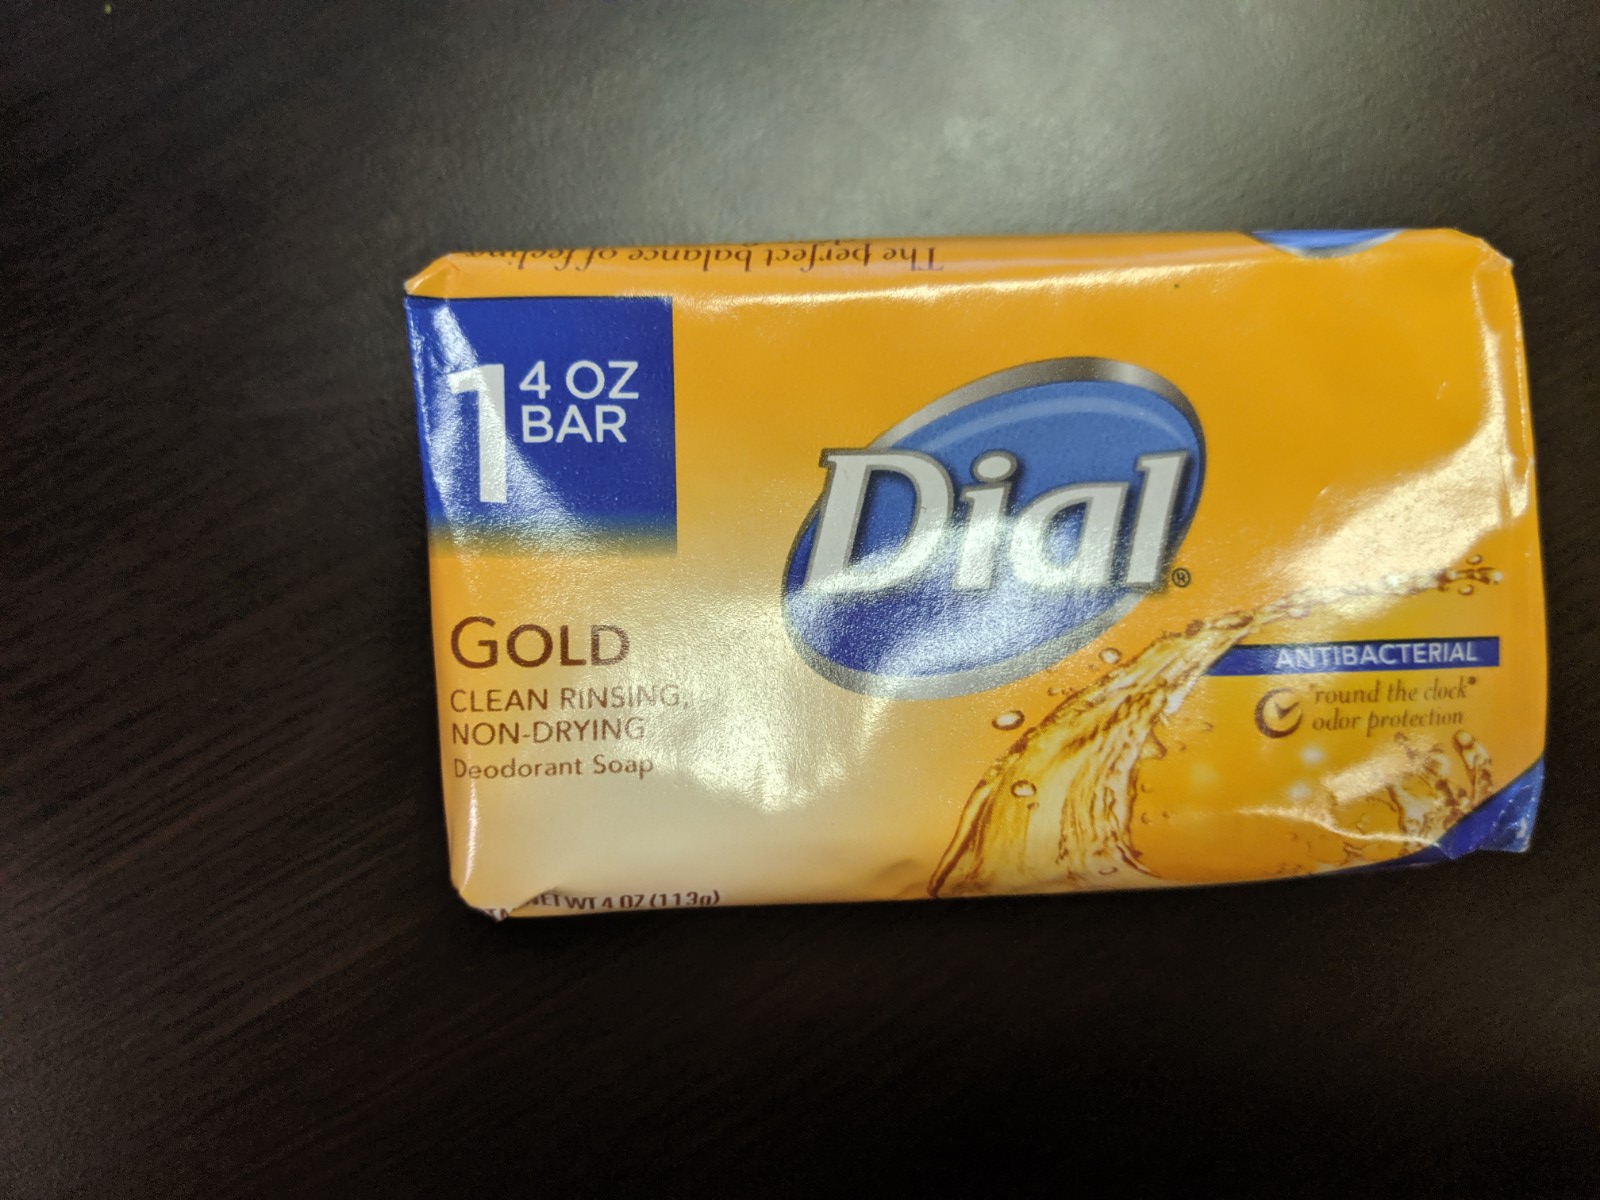 The perfect balance of feeling
1
4 OZ
BAR
Dial®
GOLD
CLEAN RINSING,
NON-DRYING
Deodorant Soap
ANTIBACTERIAL
"round the clock"
odor protection
NET WT 4 OZ (113g)